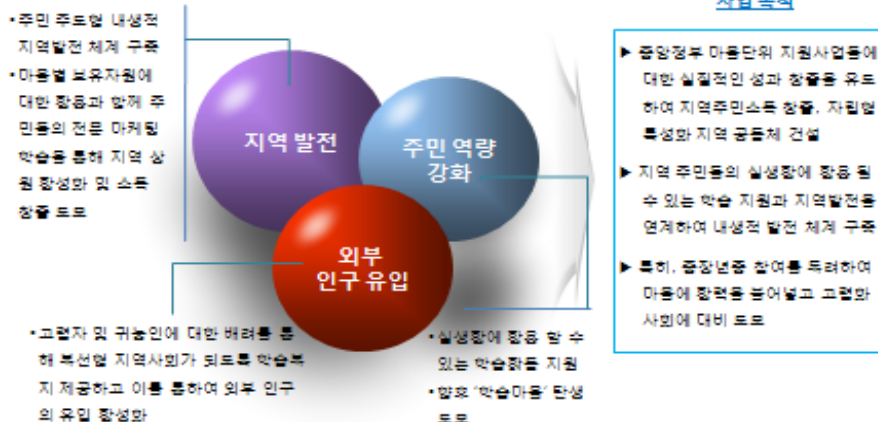 •주민 주도형 내생적
지역발전 체계 구축
•마을별 보유자원에
대한 활용과 함께 주
민들의 전문 마케팅
학습을 통해 지역 상
권 활성화 및 소득
창출 도모
지역 발전
주민 역량
강화
외부
인구 유입
•고령자 및 귀농인에 대한 배려를 통
해 복선형 지역사회가 되도록 학습복
지 제공하고 이를 통하여 외부 인구
의 유입 활성화
•실생활에 활용 할 수
있는 학습활동 지원
•향후 '학습마을' 탄생
도모
사업 목적
▶ 중앙정부 마을단위 지원사업들에
대한 실질적인 성과 창출을 유도
하여 지역주민소득 창출, 자립형
특성화 지역 공동체 건설
▶ 지역 주민들의 실생활에 활용 될
수 있는 학습 지원과 지역발전을
연계하여 내생적 발전 체계 구축
▶ 특히, 중장년층 참여를 독려하여
마을에 활력을 불어넣고 고령화
사회에 대비 도모